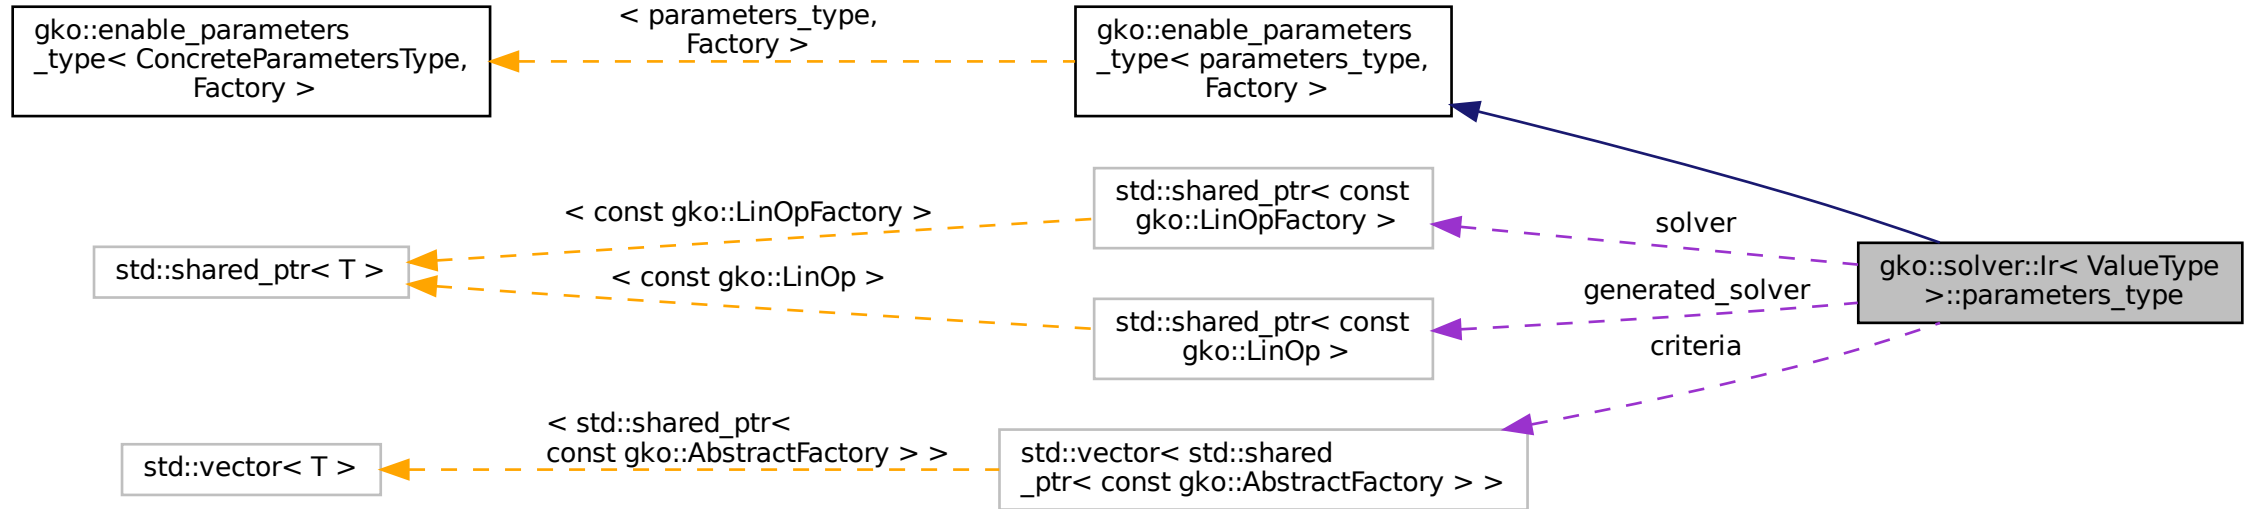 gko::enable_parameters
_type< ConcreteParametersType,
Factory >
< parameters_type,
Factory >
gko::enable_parameters
_type< parameters_type,
Factory >
std::shared_ptr< T >
< const gko::LinOpFactory >
< const gko::LinOp >
std::shared_ptr< const
gko::LinOpFactory >
std::shared_ptr< const
gko::LinOp >
solver
generated_solver
criteria
gko::solver::Ir< ValueType
>::parameters_type
std::vector< T >
< std::shared_ptr<
const gko::AbstractFactory > >
std::vector< std::shared
_ptr< const gko::AbstractFactory > >